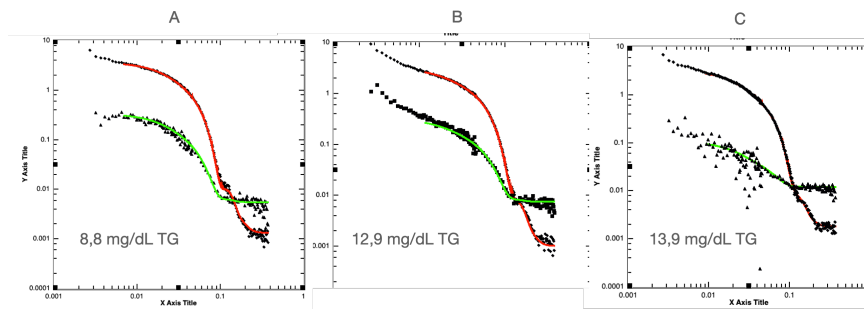 A
B
C
10
1
0.1
0.01
0.001
0.0001
Y Axis Title
8,8 mg/dL TG
0.001
0.01
0.1
1
X Axis Title
10
1
0.1
0.01
0.001
Y Axis Title
12,9 mg/dL TG
10
1
0.1
0.01
0.001
0.0001
Y Axis Title
13,9 mg/dL TG
0.001
0.01
0.1
X Axis Title